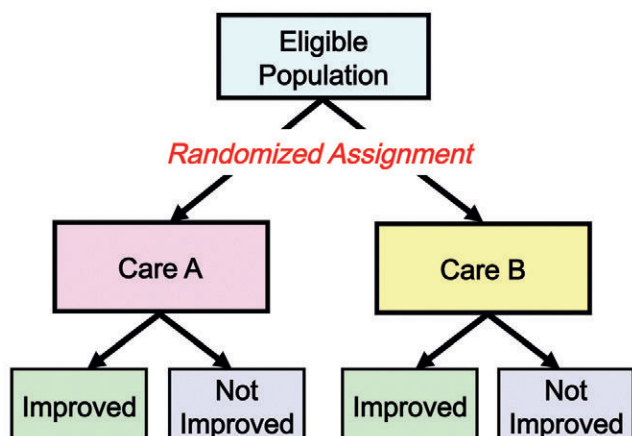 Eligible
Population
Randomized Assignment
Care A
Care B
Improved
Not
Improved
Improved
Not
Improved